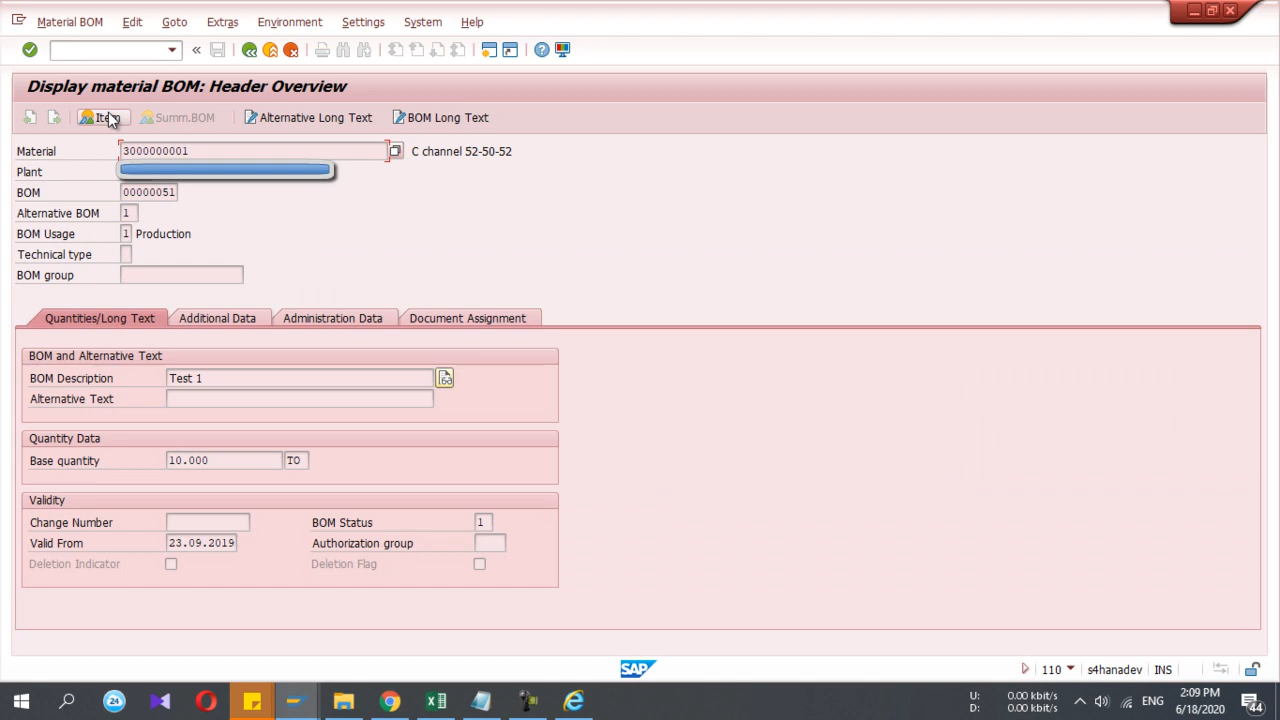 Material BOM Edit Goto Extras Environment Settings System Help
Display material BOM: Header Overview
Item Summ.BOM Alternative Long Text BOM Long Text
Material 3000000001 C channel 52-50-52
Plant
BOM 00000051
Alternative BOM 1
BOM Usage 1 Production
Technical type
BOM group
Quantities/Long Text Additional Data Administration Data Document Assignment
BOM and Alternative Text
BOM Description Test 1
Alternative Text
Quantity Data
Base quantity 10.000 TO
Validity
Change Number BOM Status 1
Valid From 23.09.2019 Authorization group
Deletion Indicator Deletion Flag
SAP 110 s4hanadev INS
24 U: 0.00 kbit/s ENG 2:09 PM
D: 0.00 kbit/s 6/18/2020 44